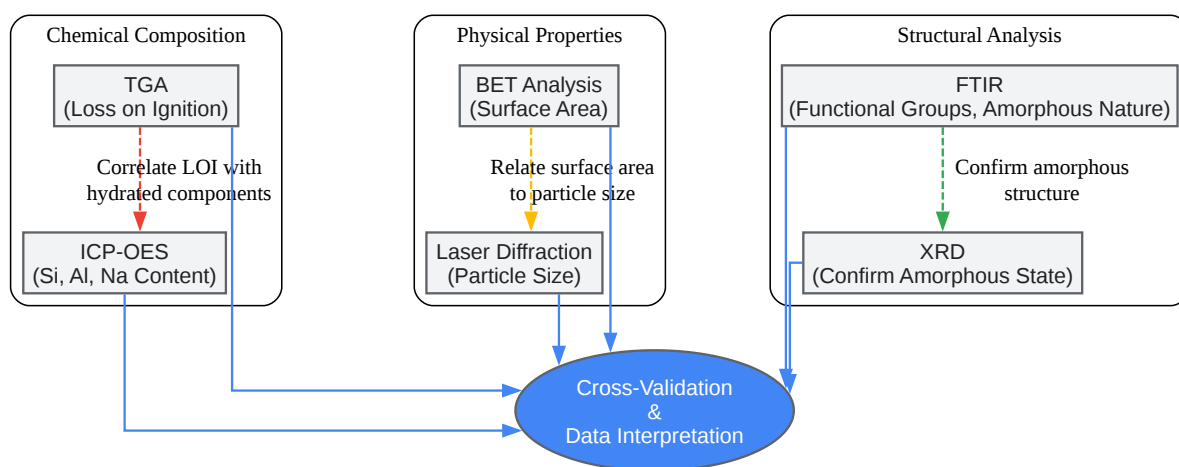 Chemical Composition
TGA
(Loss on Ignition)
Correlate LOI with
hydrated components
ICP-OES
(Si, Al, Na Content)
Physical Properties
BET Analysis
(Surface Area)
Relate surface area
to particle size
Laser Diffraction
(Particle Size)
Structural Analysis
FTIR
(Functional Groups, Amorphous Nature)
Confirm amorphous
structure
XRD
(Confirm Amorphous State)
Cross-Validation
&
Data Interpretation